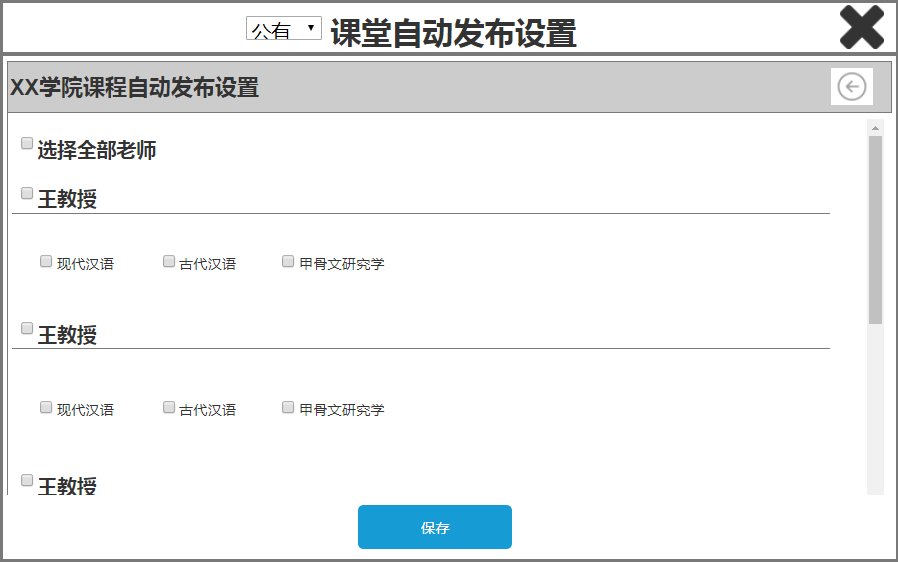 公有 课堂自动发布设置
XX学院课程自动发布设置
选择全部老师
王教授
现代汉语 古代汉语 甲骨文研究学
王教授
现代汉语 古代汉语 甲骨文研究学
王教授
保存